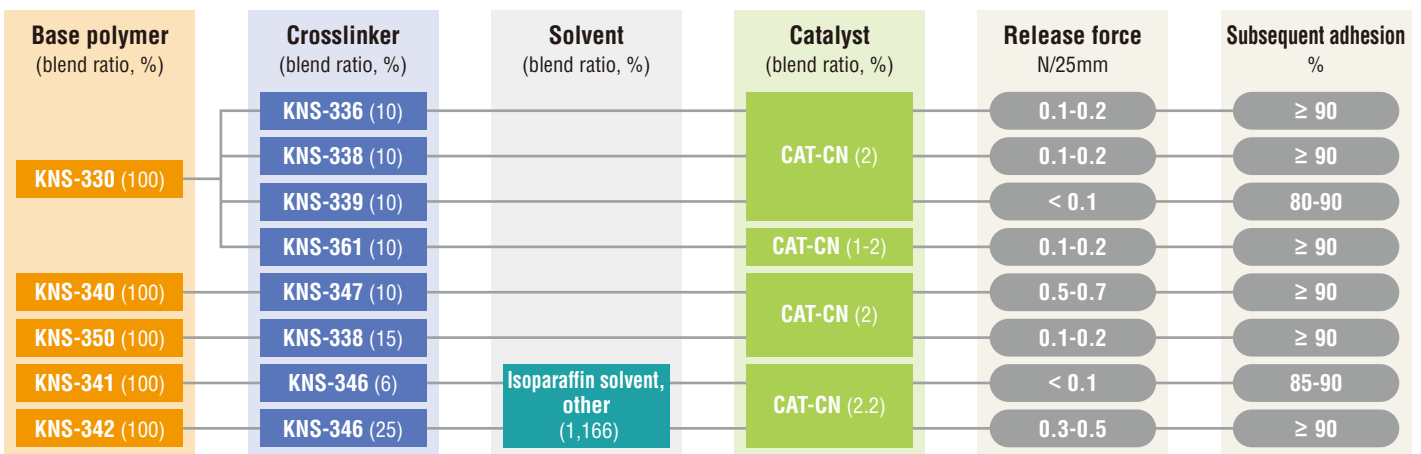 Base polymer Crosslinker Solvent Catalyst Release force Subsequent adhesion
(blend ratio, %) (blend ratio, %) (blend ratio, %) (blend ratio, %) N/25mm %
KNS-336 (10) 0.1-0.2 ≥ 90
KNS-338 (10) CAT-CN (2) 0.1-0.2 ≥ 90
KNS-330 (100)
KNS-339 (10) < 0.1 80-90
KNS-361 (10) CAT-CN (1-2) 0.1-0.2 ≥ 90
KNS-340 (100) KNS-347 (10) 0.5-0.7 ≥ 90
CAT-CN (2)
KNS-350 (100) KNS-338 (15) 0.1-0.2 ≥ 90
KNS-341 (100) KNS-346 (6) Isoparaffin solvent, < 0.1 85-90
other CAT-CN (2.2)
KNS-342 (100) KNS-346 (25) (1,166) 0.3-0.5 ≥ 90